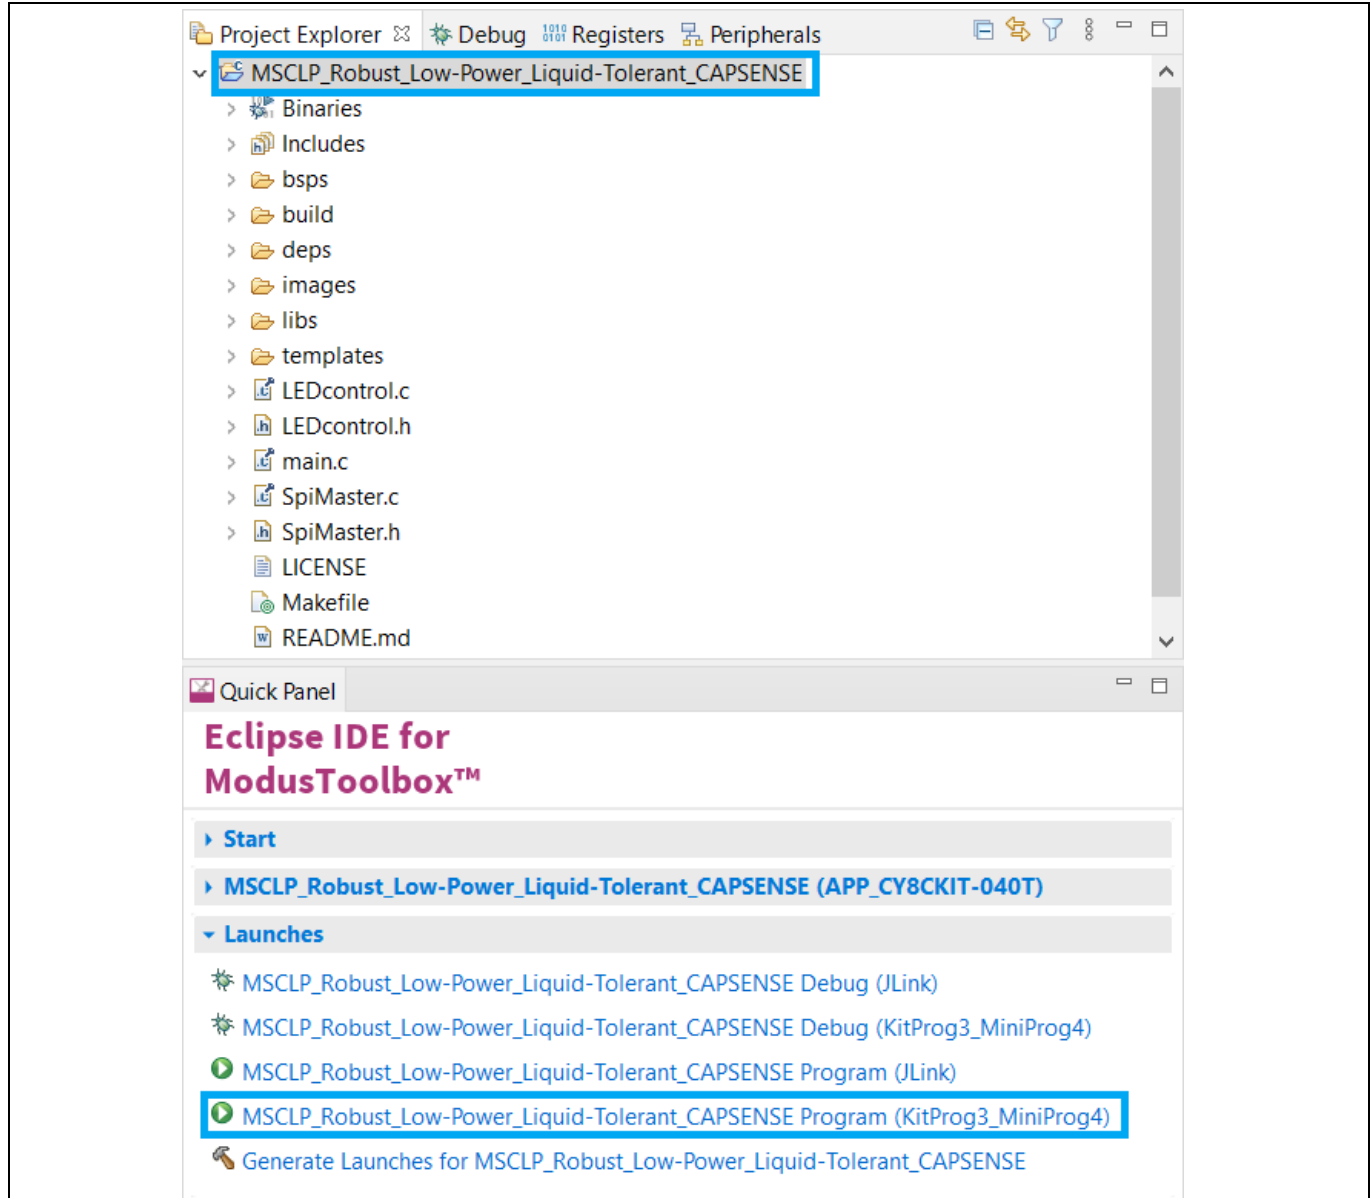 Project Explorer Debug Registers Peripherals
MSCLP_Robust_Low-Power_Liquid-Tolerant_CAPSENSE
Binaries
Includes
bsps
build
deps
images
libs
templates
LEDcontrol.c
LEDcontrol.h
main.c
SpiMaster.c
SpiMaster.h
LICENSE
Makefile
README.md
Quick Panel
Eclipse IDE for
ModusToolbox™
Start
MSCLP_Robust_Low-Power_Liquid-Tolerant_CAPSENSE (APP_CY8CKIT-040T)
Launches
MSCLP_Robust_Low-Power_Liquid-Tolerant_CAPSENSE Debug (JLink)
MSCLP_Robust_Low-Power_Liquid-Tolerant_CAPSENSE Debug (KitProg3_MiniProg4)
MSCLP_Robust_Low-Power_Liquid-Tolerant_CAPSENSE Program (JLink)
MSCLP_Robust_Low-Power_Liquid-Tolerant_CAPSENSE Program (KitProg3_MiniProg4)
Generate Launches for MSCLP_Robust_Low-Power_Liquid-Tolerant_CAPSENSE